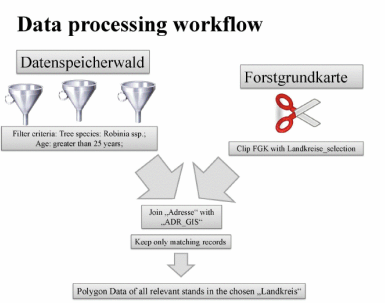 Data processing workflow
Datenspeicherwald
Forstgrundkarte
Filter criteria: Tree species: Robinia ssp.;
Age: greater than 25 years;
Clip FGK with Landkreise_selection
Join „Adresse“ with
„ADR_GIS“
Keep only matching records
Polygon Data of all relevant stands in the chosen „Landkreis“